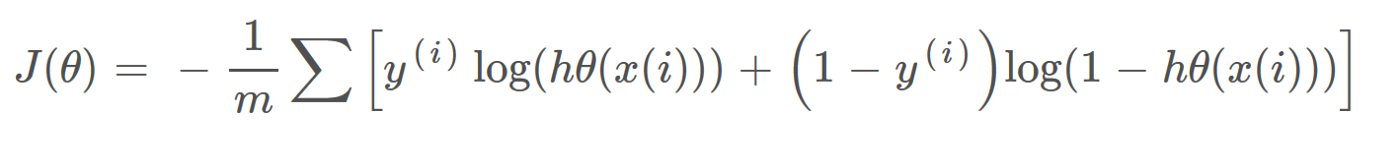 J(θ) = − 1/m ∑ [y^(i) log(hθ(x(i))) + (1 − y^(i)) log(1 − hθ(x(i)))]